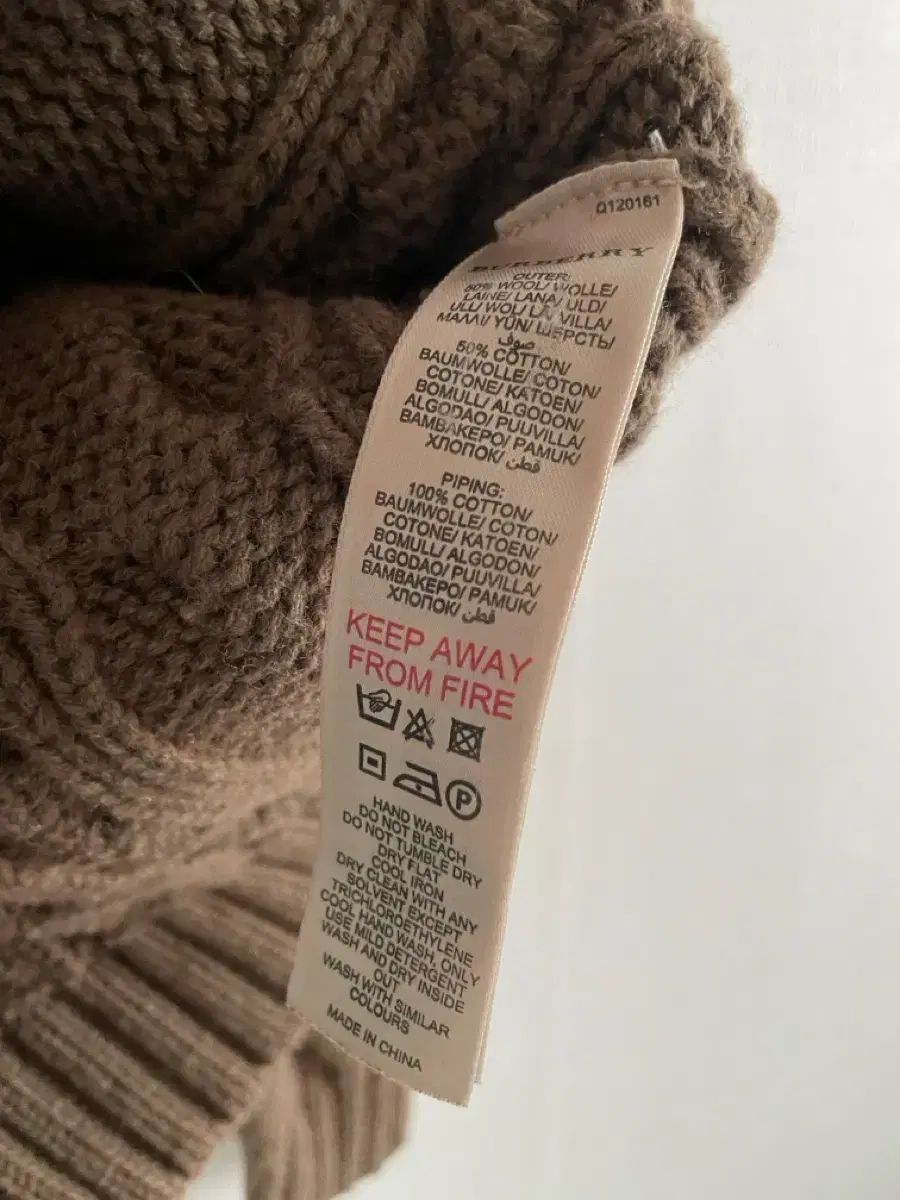 Q120161
BURBERRY
OUTER:
50% WOOL/ WOLLE/
LAINE/ LANA/ ULD/
ULL/ WOL/ LÃ/ VILLA/
ΜΑΛΛΙ/ YÜN/ ШЕРСТЬ/
صوف
50% COTTON/
BAUMWOLLE/ COTON/
COTONE/ KATOEN/
BOMULL/ ALGODON/
ALGODAO/ PUUVILLA/
ΒΑΜΒΑΚΕΡΟ/ PAMUK/
ХЛОПОК/ قطن
PIPING:
100% COTTON/
BAUMWOLLE/ COTON/
COTONE/ KATOEN/
BOMULL/ ALGODON/
ALGODAO/ PUUVILLA/
ΒΑΜΒΑΚΕΡΟ/ PAMUK/
ХЛОПОК/ قطن
KEEP AWAY
FROM FIRE
P
HAND WASH
DO NOT BLEACH
DO NOT TUMBLE DRY
DRY FLAT
COOL IRON
DRY CLEAN WITH ANY
SOLVENT EXCEPT
TRICHLOROETHYLENE
COOL HAND WASH, ONLY
USE MILD DETERGENT
WASH AND DRY INSIDE
OUT
WASH WITH SIMILAR
COLOURS
MADE IN CHINA